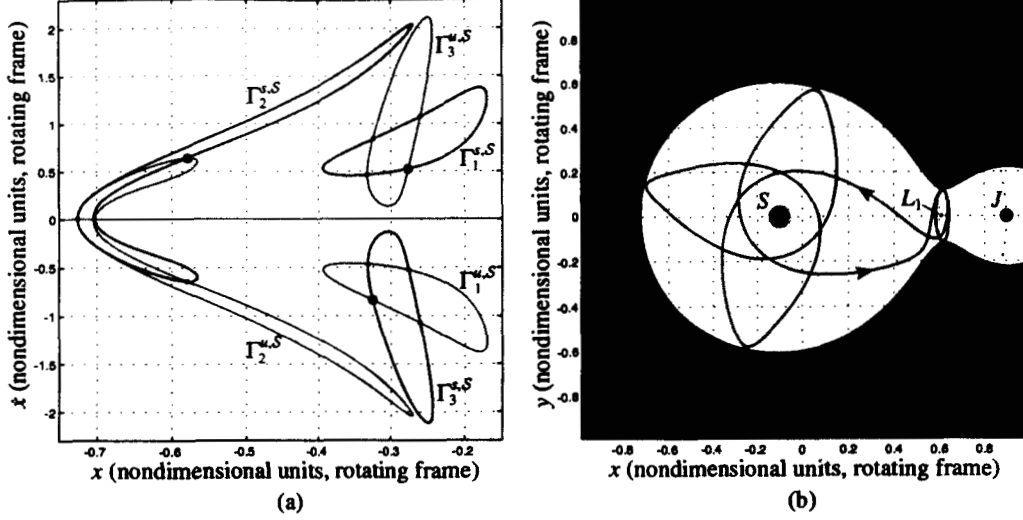 ẋ (nondimensional units, rotating frame)
2
1.5
1
0.5
0
-0.5
-1
-1.5
-2
Γ₃ᵘ,ˢ
Γ₂ˢ,ˢ
Γ₁ˢ,ˢ
Γ₁ᵘ,ˢ
Γ₂ᵘ,ˢ
Γ₃ˢ,ˢ
-0.7 -0.6 -0.5 -0.4 -0.3 -0.2
x (nondimensional units, rotating frame)
(a)
y (nondimensional units, rotating frame)
0.8
0.6
0.4
0.2
0
-0.2
-0.4
-0.6
-0.8
S L₁ J
-0.8 -0.6 -0.4 -0.2 0 0.2 0.4 0.6 0.8
x (nondimensional units, rotating frame)
(b)